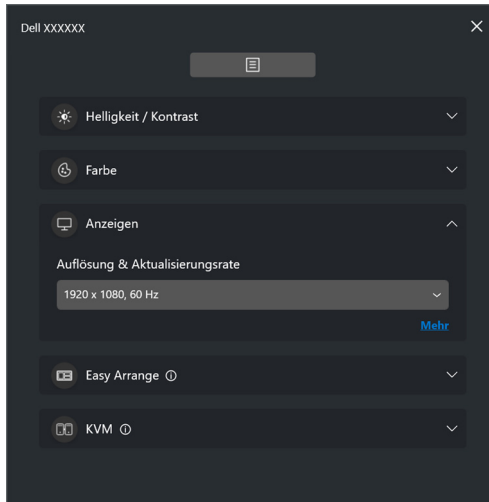 Dell XXXXXX
Helligkeit / Kontrast
Farbe
Anzeigen
Auflösung & Aktualisierungsrate
1920 x 1080, 60 Hz
Mehr
Easy Arrange
KVM